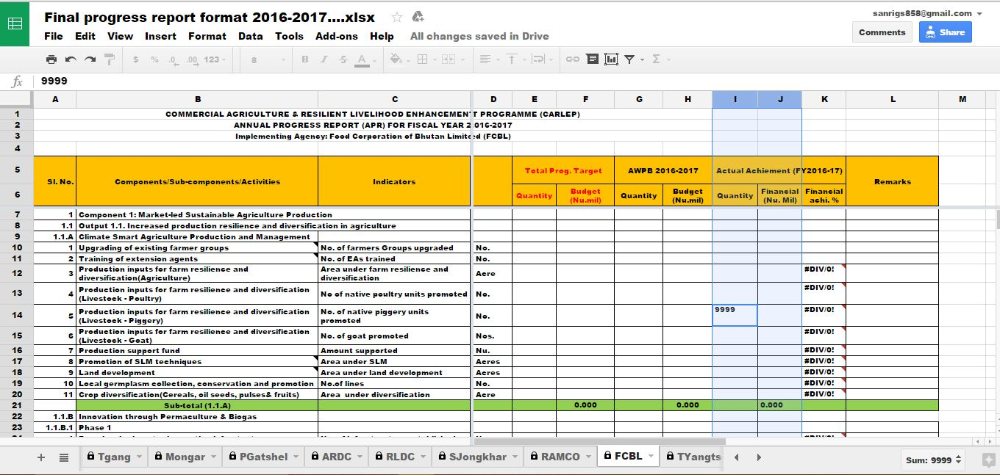 Final progress report format 2016-2017....xlsx
sanrigs858@gmail.com
File Edit View Insert Format Data Tools Add-ons Help All changes saved in Drive
Comments Share
$ % .0 .00 123 8 B I S A Σ
fx 9999
A B C D E F G H I J K L M
1 COMMERCIAL AGRICULTURE & RESILIENT LIVELIHOOD ENHANCEMENT PROGRAMME (CARLEP)
2 ANNUAL PROGRESS REPORT (APR) FOR FISCAL YEAR 2016-2017
3 Implementing Agency: Food Corporation of Bhutan Limited (FCBL)
4
5 Total Prog. Target AWPB 2016-2017 Actual Achiement (FY2016-17)
Sl. No. Components/Sub-components/Activities Indicators Remarks
6 Quantity Budget (Nu.mil) Quantity Budget (Nu.mil) Quantity Financial (Nu. Mil) Financial achi. %
7 1 Component 1: Market-led Sustainable Agriculture Production
8 1.1 Output 1.1. Increased production resilience and diversification in agriculture
9 1.1.A Climate Smart Agriculture Production and Management
10 1 Upgrading of existing farmer groups No. of farmers Groups upgraded No.
11 2 Training of extension agents No. of EAs trained No.
12 3 Production inputs for farm resilience and diversification(Agriculture) Area under farm resilience and diversification Acre #DIV/0!
13 4 Production inputs for farm resilience and diversification (Livestock - Poultry) No of native poultry units promoted No. #DIV/0!
14 5 Production inputs for farm resilience and diversification (Livestock - Piggery) No. of native piggery units promoted No. 9999 #DIV/0!
15 6 Production inputs for farm resilience and diversification (Livestock - Goat) No. of goat promoted Nos. #DIV/0!
16 7 Production support fund Amount supported Nu. #DIV/0!
17 8 Promotion of SLM techniques Area under SLM Acres #DIV/0!
18 9 Land development Area under land development Acres #DIV/0!
19 10 Local germplasm collection, conservation and promotion No.of lines No. #DIV/0!
20 11 Crop diversification(Cereals, oil seeds, pulses& fruits) Area under diversification Acre #DIV/0!
21 Sub-total (1.1.A) 0.000 0.000 0.000
22 1.1.B Innovation through Permaculture & Biogas
23 1.1.B.1 Phase 1
Tgang Mongar PGatshel ARDC RLDC SJongkhar RAMCO FCBL TYangts Sum: 9999